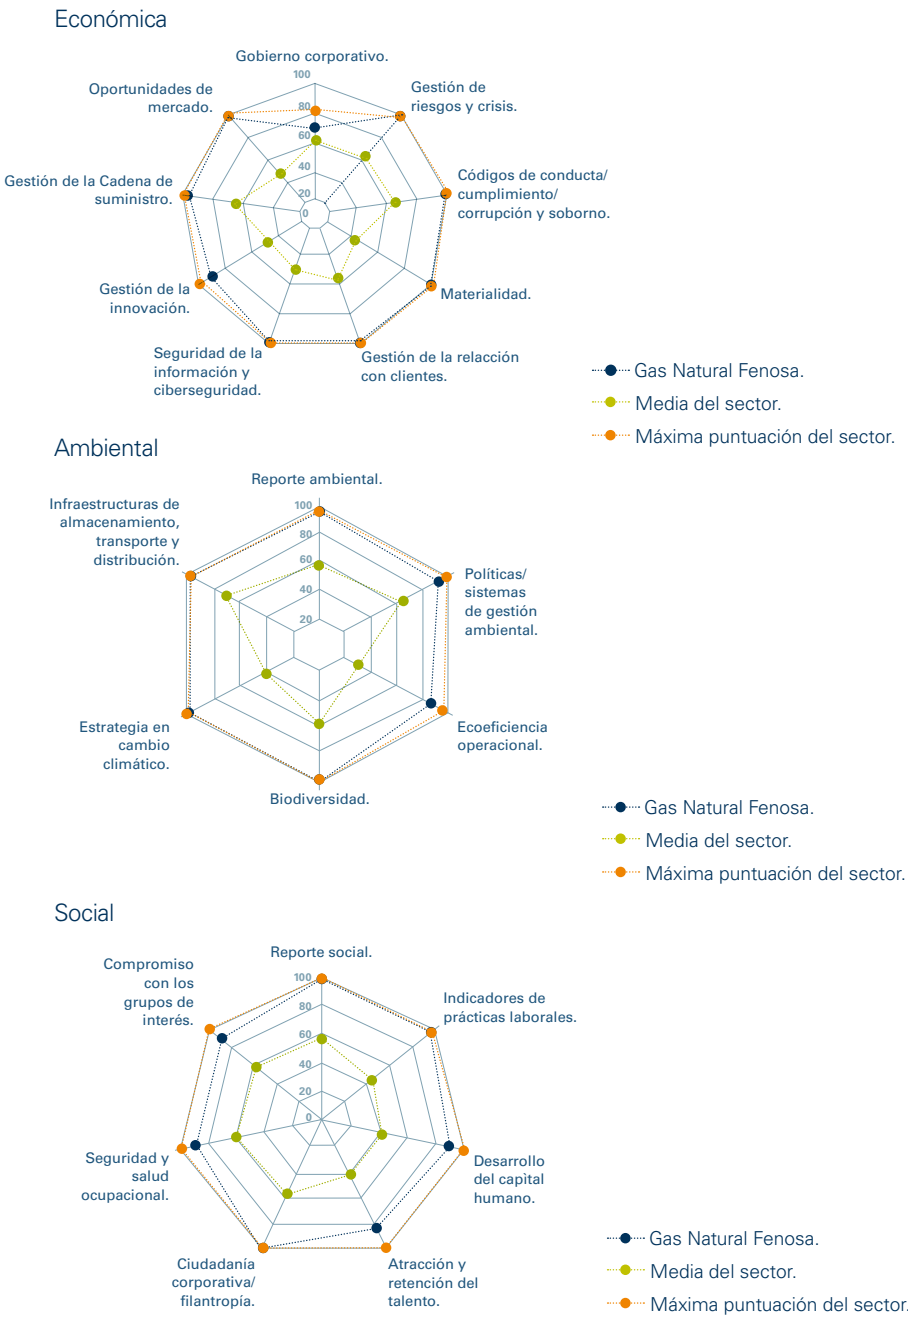 Económica
Gobierno corporativo.
100
80
60
40
20
0
Gestión de
riesgos y crisis.
Códigos de conducta/
cumplimiento/
corrupción y soborno.
Materialidad.
Gestión de la relacción
con clientes.
Seguridad de la
información y
ciberseguridad.
Gestión de la
innovación.
Gestión de la Cadena de
suministro.
Oportunidades de
mercado.
Gas Natural Fenosa.
Media del sector.
Máxima puntuación del sector.
Ambiental
Reporte ambiental.
100
80
60
40
20
Políticas/
sistemas
de gestión
ambiental.
Ecoeficiencia
operacional.
Biodiversidad.
Estrategia en
cambio
climático.
Infraestructuras de
almacenamiento,
transporte y
distribución.
Gas Natural Fenosa.
Media del sector.
Máxima puntuación del sector.
Social
Reporte social.
100
80
60
40
20
0
Indicadores de
prácticas laborales.
Desarrollo
del capital
humano.
Atracción y
retención del
talento.
Ciudadanía
corporativa/
filantropía.
Seguridad y
salud
ocupacional.
Compromiso
con los
grupos de
interés.
Gas Natural Fenosa.
Media del sector.
Máxima puntuación del sector.